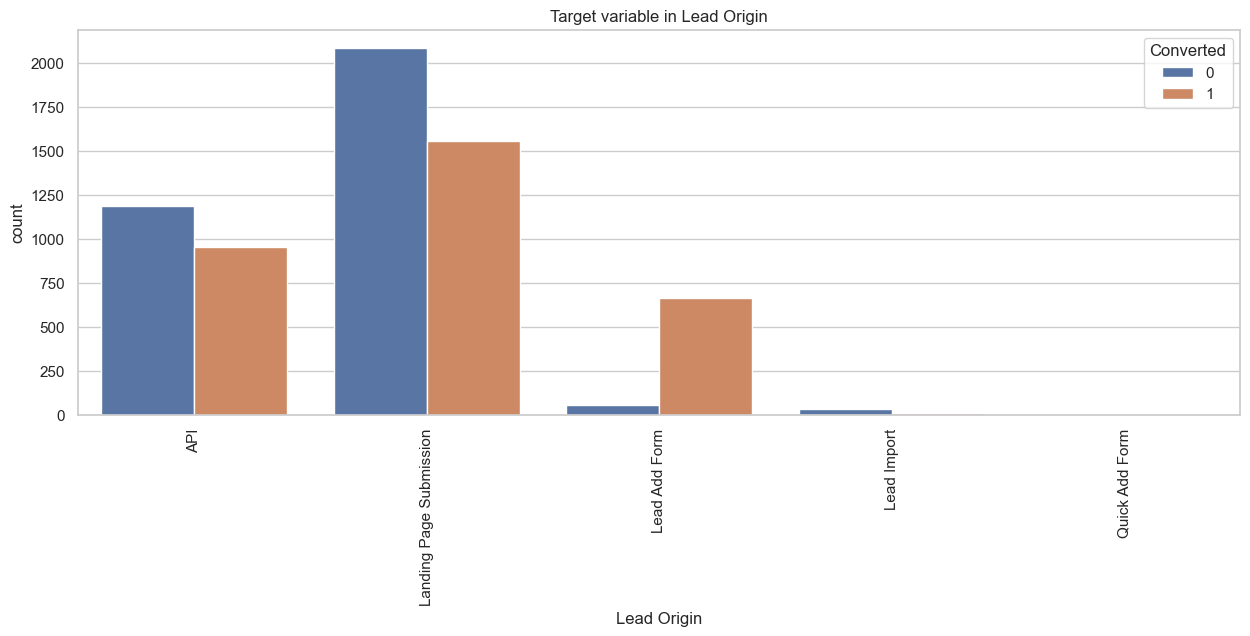 Target variable in Lead Origin
Converted
0
1
2000
1750
1500
1250
1000
750
500
250
0
count
API
Landing Page Submission
Lead Add Form
Lead Import
Quick Add Form
Lead Origin